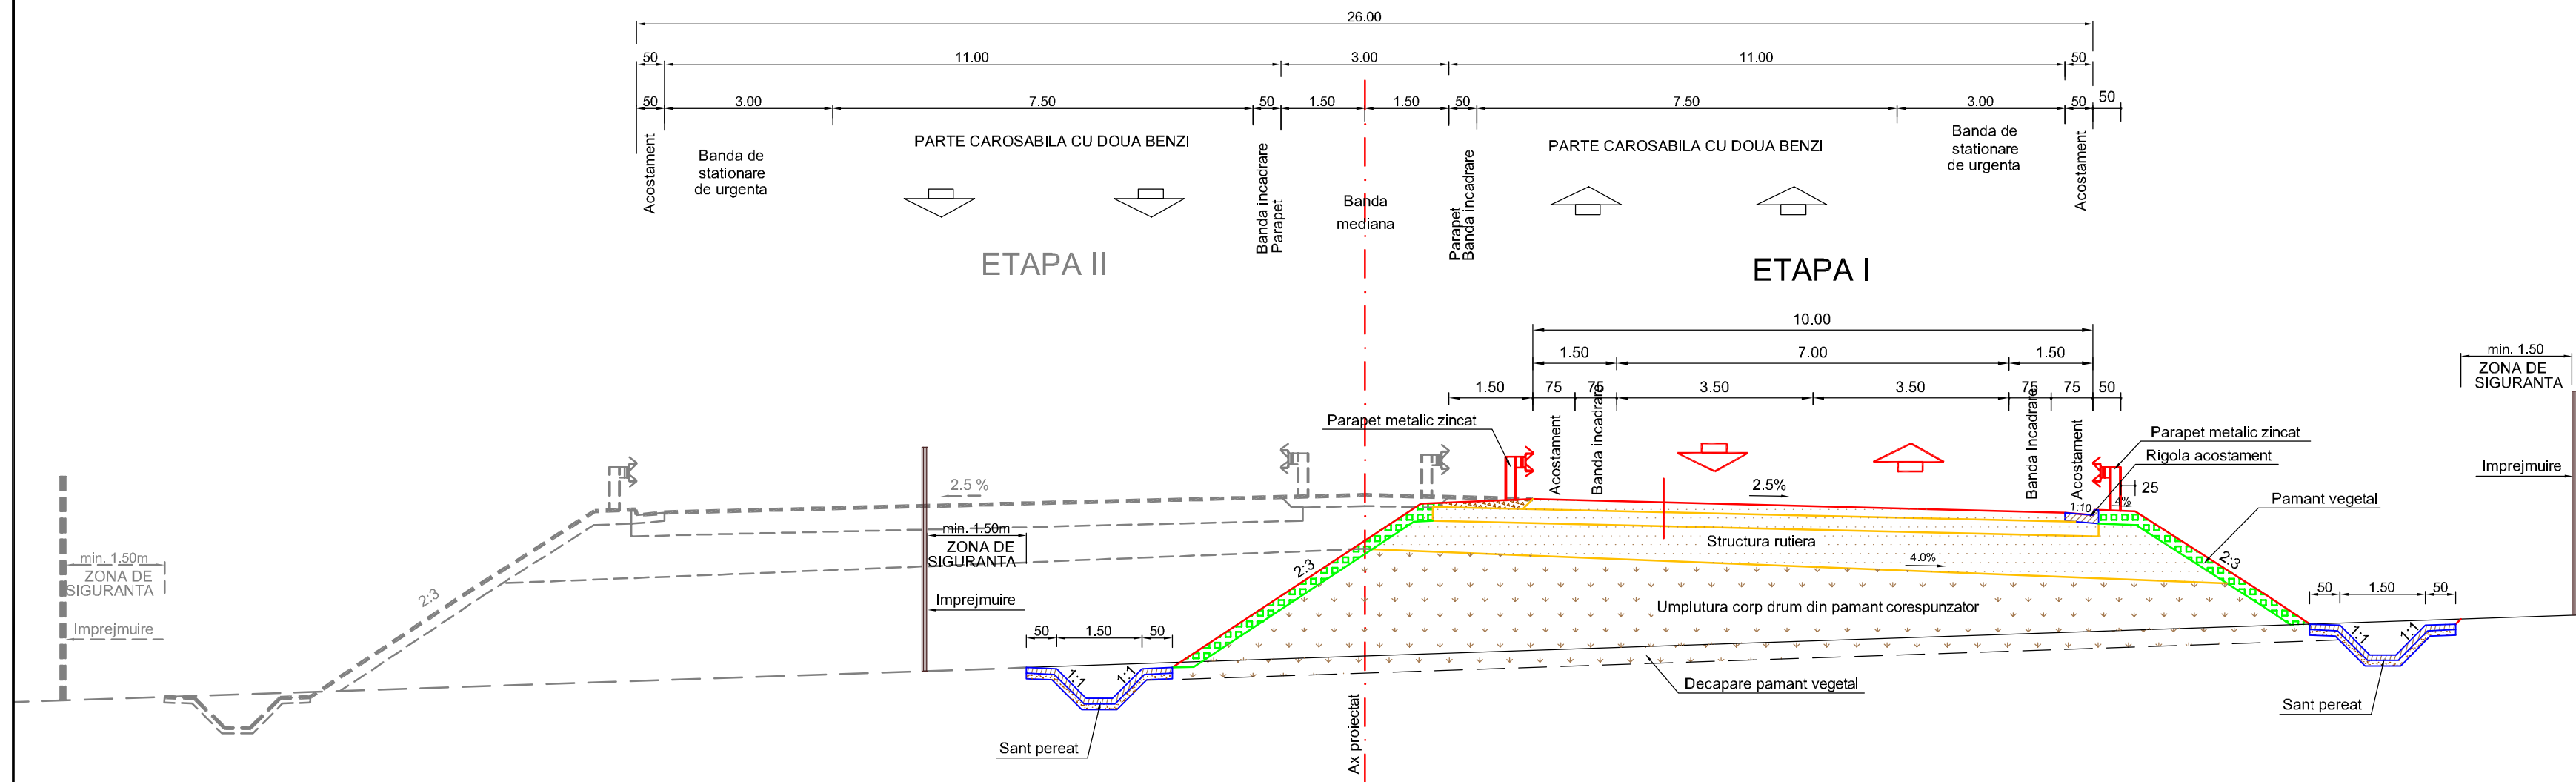 26.00
50 11.00 3.00 11.00 50
50 3.00 7.50 50 1.50 1.50 50 7.50 3.00 50 50
Acostament
Banda de
stationare
de urgenta
PARTE CAROSABILA CU DOUA BENZI
Banda incadrare
Parapet
Banda
mediana
Parapet
Banda incadrare
PARTE CAROSABILA CU DOUA BENZI
Banda de
stationare
de urgenta
Acostament
ETAPA II
ETAPA I
10.00
1.50 7.00 1.50
1.50 75 75 3.50 3.50 75 75 50
min. 1.50
ZONA DE
SIGURANTA
Parapet metalic zincat
Acostament
Banda incadrare
Banda incadrare
Acostament
Parapet metalic zincat
Rigola acostament
Imprejmuire
2.5 %
2.5%
25
4%
1:10
Pamant vegetal
min. 1.50m
ZONA DE
SIGURANTA
Structura rutiera
4.0%
min. 1.50m
ZONA DE
SIGURANTA
2:3
2:3
2:3
Imprejmuire
Umplutura corp drum din pamant corespunzator
50 1.50 50
Imprejmuire
50 1.50 50
1:1 1:1
1:1 1:1
Decapare pamant vegetal
Sant pereat
Sant pereat
Ax proiectat